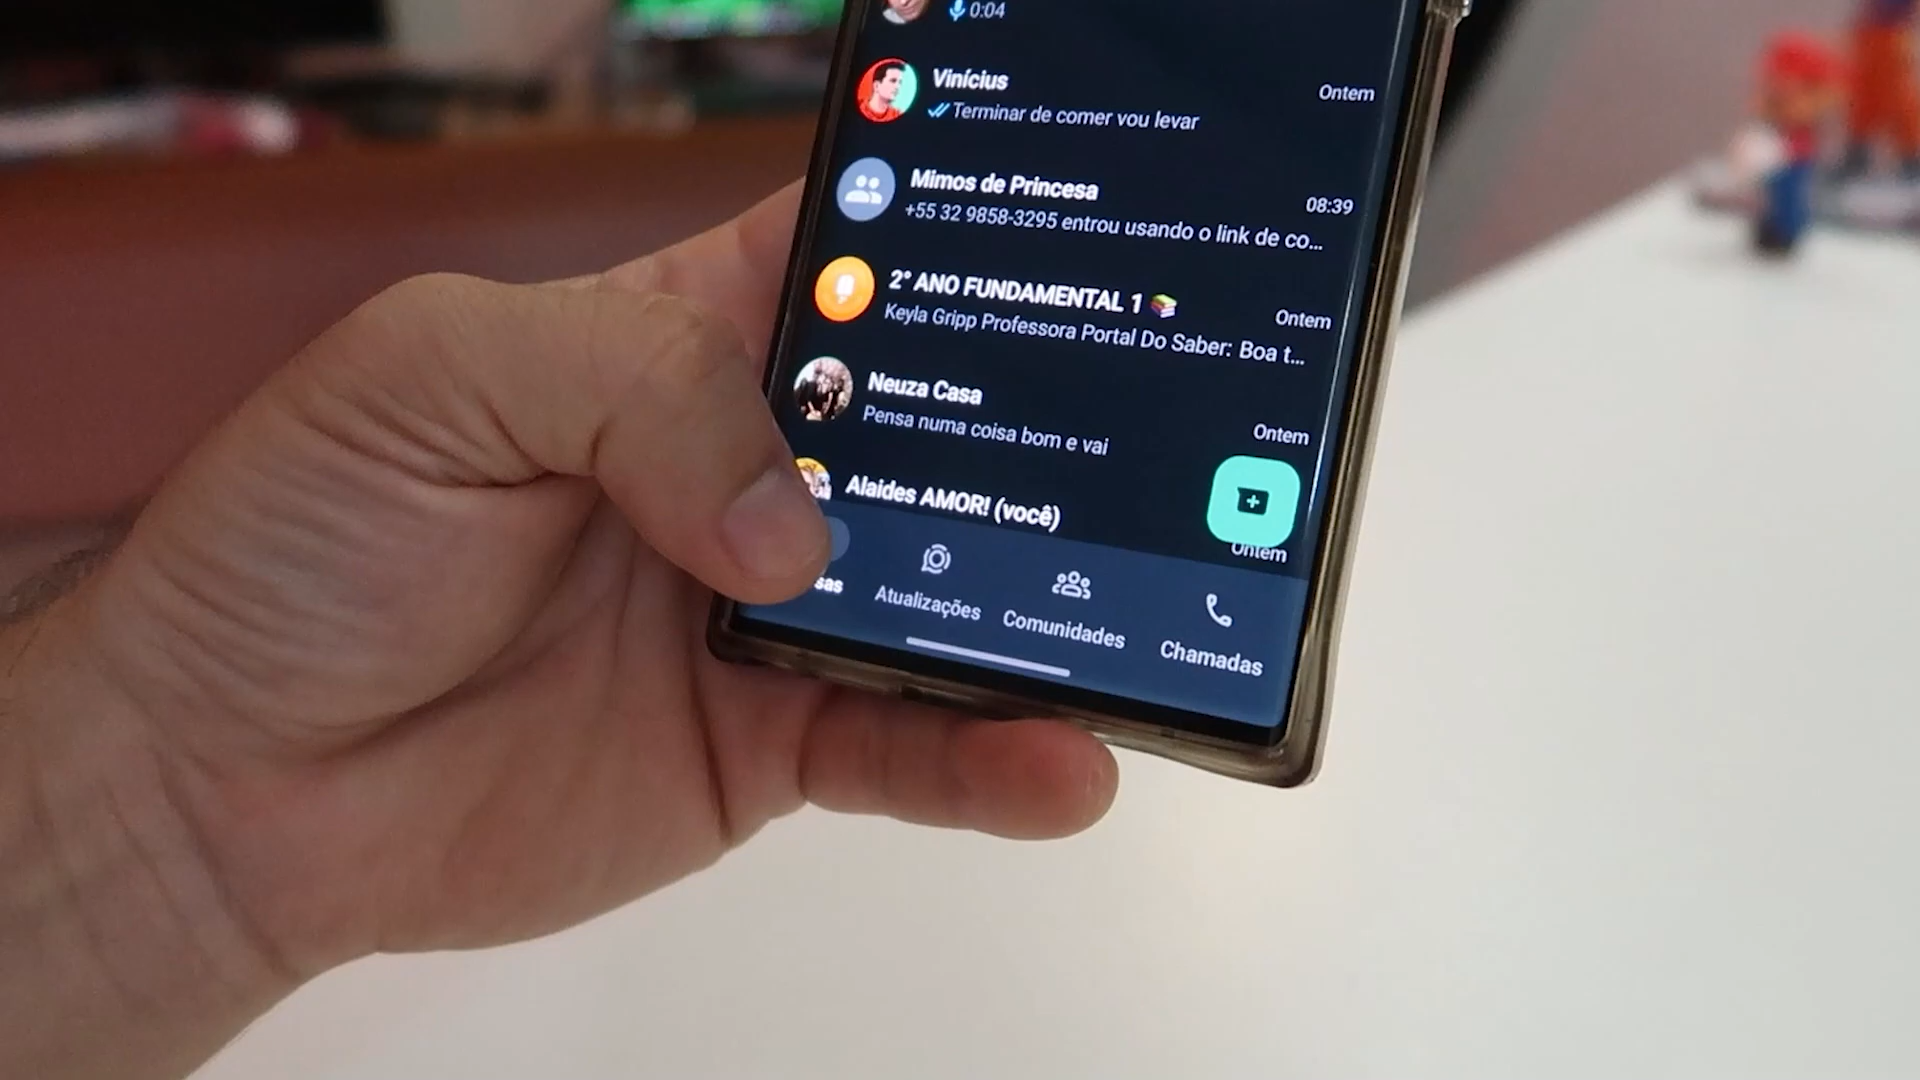 0:04
Vinícius
Ontem
Terminar de comer vou levar
Mimos de Princesa
08:39
+55 32 9858-3295 entrou usando o link de co...
2° ANO FUNDAMENTAL 1 📚
Ontem
Keyla Gripp Professora Portal Do Saber: Boa t...
Neuza Casa
Ontem
Pensa numa coisa bom e vai
Alaides AMOR! (você)
Ontem
sas
Atualizações
Comunidades
Chamadas